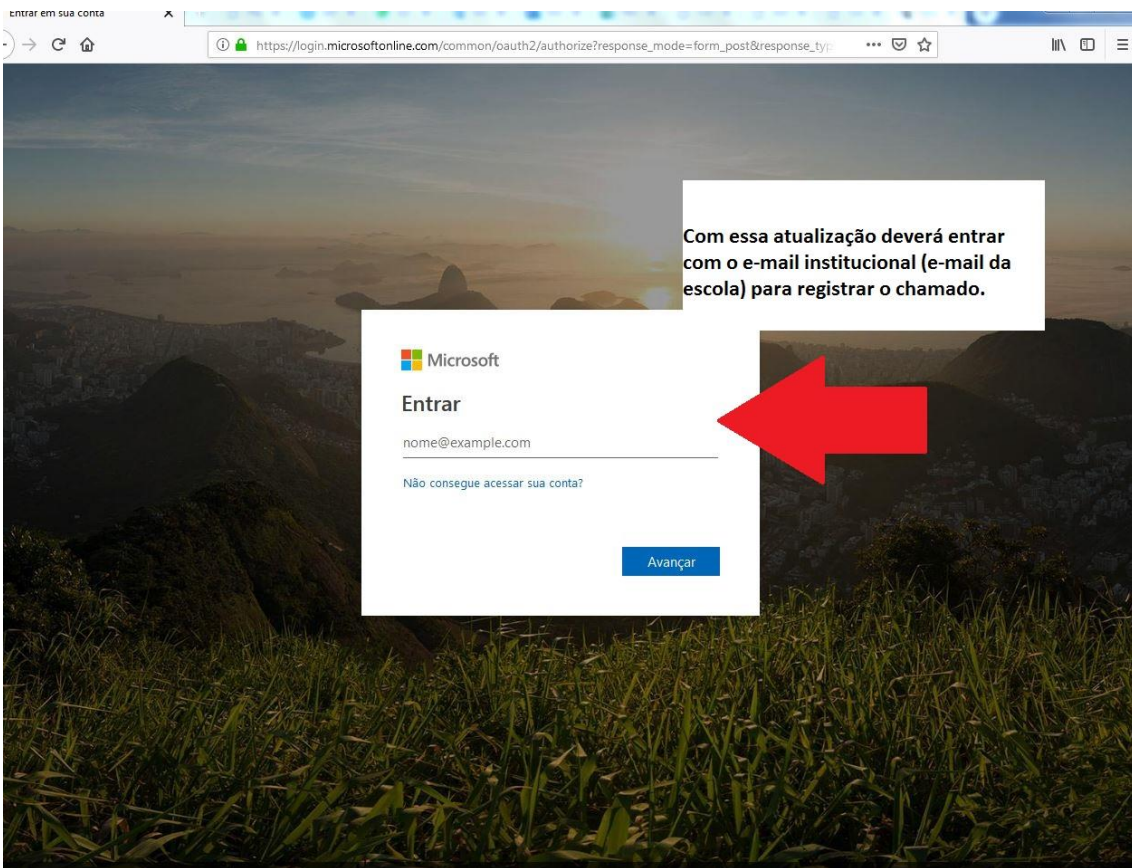 Entrar em sua conta
https://login.microsoftonline.com/common/oauth2/authorize?response_mode=form_post&response_typ
Com essa atualização deverá entrar
com o e-mail institucional (e-mail da
escola) para registrar o chamado.
Microsoft
Entrar
nome@example.com
Não consegue acessar sua conta?
Avançar